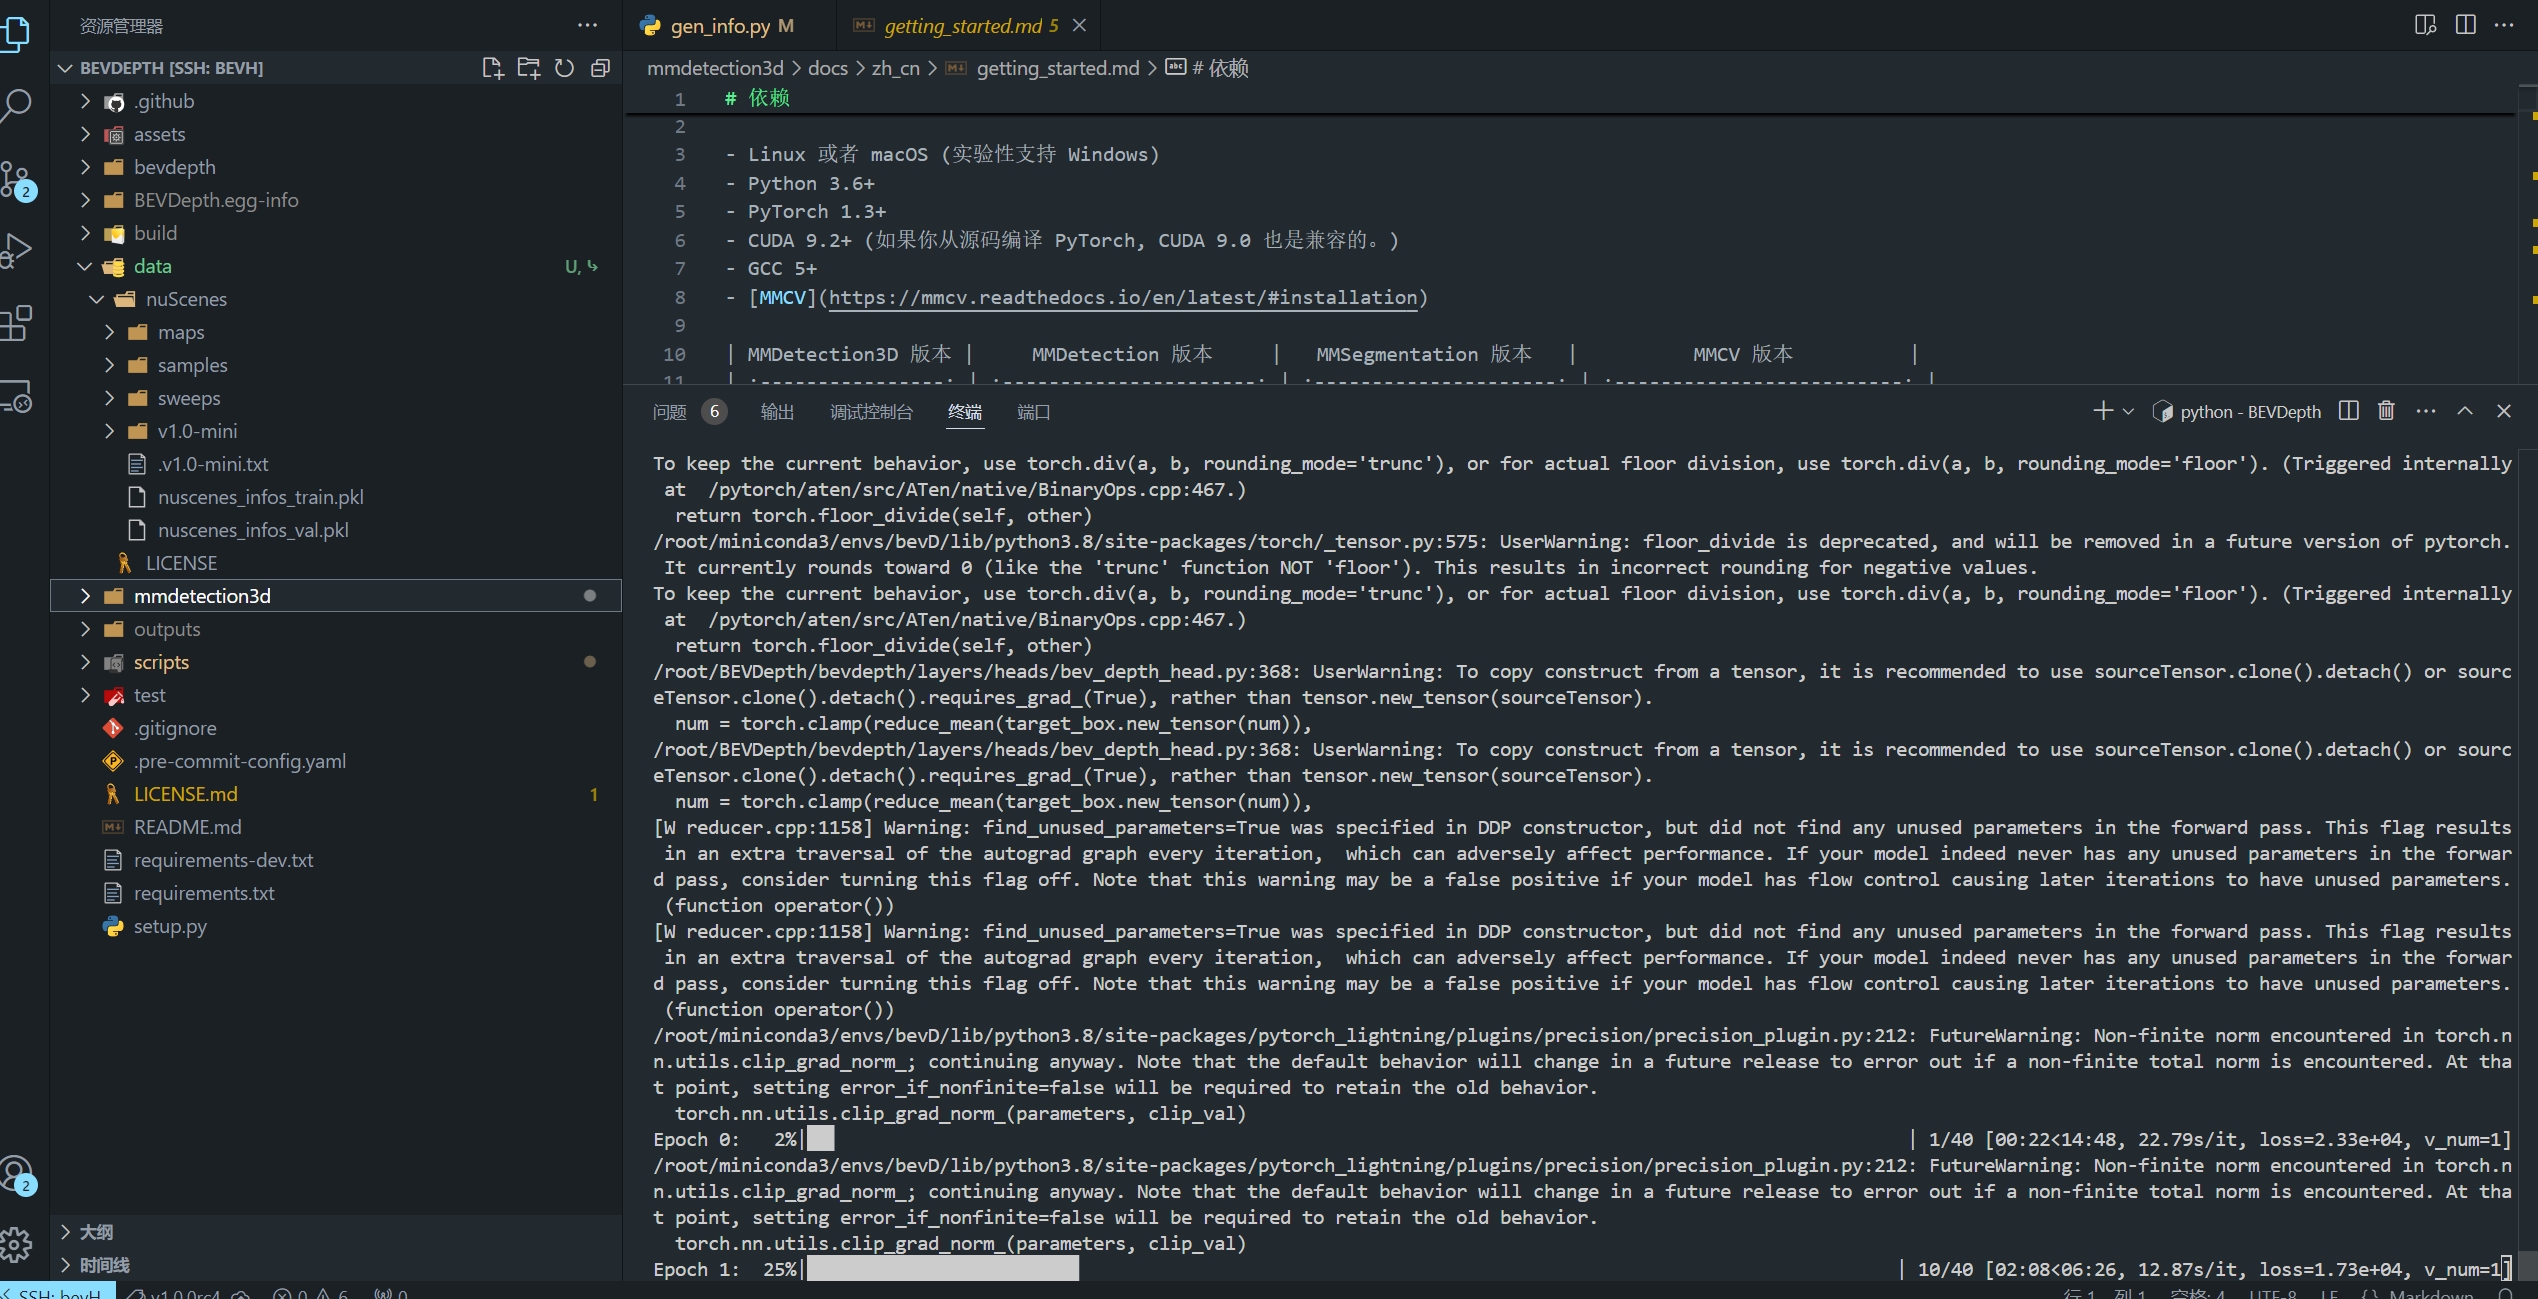 资源管理器
BEVDEPTH [SSH: BEVH]
.github
assets
bevdepth
BEVDepth.egg-info
build
data U,
nuScenes
maps
samples
sweeps
v1.0-mini
.v1.0-mini.txt
nuscenes_infos_train.pkl
nuscenes_infos_val.pkl
LICENSE
mmdetection3d
outputs
scripts
test
.gitignore
.pre-commit-config.yaml
LICENSE.md 1
README.md
requirements-dev.txt
requirements.txt
setup.py
2
2
大纲
时间线
gen_info.py M
getting_started.md 5
mmdetection3d > docs > zh_cn > getting_started.md > # 依赖
1 # 依赖
2
3 - Linux 或者 macOS (实验性支持 Windows)
4 - Python 3.6+
5 - PyTorch 1.3+
6 - CUDA 9.2+ (如果你从源码编译 PyTorch, CUDA 9.0 也是兼容的。)
7 - GCC 5+
8 - [MMCV](https://mmcv.readthedocs.io/en/latest/#installation)
9
10 | MMDetection3D 版本 | MMDetection 版本 | MMSegmentation 版本 | MMCV 版本 |
11 | :----------------: | :----------------------: | :---------------------: | :-------------------------: |
问题 6 输出 调试控制台 终端 端口
python - BEVDepth
To keep the current behavior, use torch.div(a, b, rounding_mode='trunc'), or for actual floor division, use torch.div(a, b, rounding_mode='floor'). (Triggered internally
at  /pytorch/aten/src/ATen/native/BinaryOps.cpp:467.)
return torch.floor_divide(self, other)
/root/miniconda3/envs/bevD/lib/python3.8/site-packages/torch/_tensor.py:575: UserWarning: floor_divide is deprecated, and will be removed in a future version of pytorch.
It currently rounds toward 0 (like the 'trunc' function NOT 'floor'). This results in incorrect rounding for negative values.
To keep the current behavior, use torch.div(a, b, rounding_mode='trunc'), or for actual floor division, use torch.div(a, b, rounding_mode='floor'). (Triggered internally
at  /pytorch/aten/src/ATen/native/BinaryOps.cpp:467.)
return torch.floor_divide(self, other)
/root/BEVDepth/bevdepth/layers/heads/bev_depth_head.py:368: UserWarning: To copy construct from a tensor, it is recommended to use sourceTensor.clone().detach() or sourc
eTensor.clone().detach().requires_grad_(True), rather than tensor.new_tensor(sourceTensor).
num = torch.clamp(reduce_mean(target_box.new_tensor(num)),
/root/BEVDepth/bevdepth/layers/heads/bev_depth_head.py:368: UserWarning: To copy construct from a tensor, it is recommended to use sourceTensor.clone().detach() or sourc
eTensor.clone().detach().requires_grad_(True), rather than tensor.new_tensor(sourceTensor).
num = torch.clamp(reduce_mean(target_box.new_tensor(num)),
[W reducer.cpp:1158] Warning: find_unused_parameters=True was specified in DDP constructor, but did not find any unused parameters in the forward pass. This flag results
in an extra traversal of the autograd graph every iteration,  which can adversely affect performance. If your model indeed never has any unused parameters in the forwar
d pass, consider turning this flag off. Note that this warning may be a false positive if your model has flow control causing later iterations to have unused parameters.
(function operator())
[W reducer.cpp:1158] Warning: find_unused_parameters=True was specified in DDP constructor, but did not find any unused parameters in the forward pass. This flag results
in an extra traversal of the autograd graph every iteration,  which can adversely affect performance. If your model indeed never has any unused parameters in the forwar
d pass, consider turning this flag off. Note that this warning may be a false positive if your model has flow control causing later iterations to have unused parameters.
(function operator())
/root/miniconda3/envs/bevD/lib/python3.8/site-packages/pytorch_lightning/plugins/precision/precision_plugin.py:212: FutureWarning: Non-finite norm encountered in torch.n
n.utils.clip_grad_norm_; continuing anyway. Note that the default behavior will change in a future release to error out if a non-finite total norm is encountered. At tha
t point, setting error_if_nonfinite=false will be required to retain the old behavior.
torch.nn.utils.clip_grad_norm_(parameters, clip_val)
Epoch 0:   2%| | 1/40 [00:22<14:48, 22.79s/it, loss=2.33e+04, v_num=1]
/root/miniconda3/envs/bevD/lib/python3.8/site-packages/pytorch_lightning/plugins/precision/precision_plugin.py:212: FutureWarning: Non-finite norm encountered in torch.n
n.utils.clip_grad_norm_; continuing anyway. Note that the default behavior will change in a future release to error out if a non-finite total norm is encountered. At tha
t point, setting error_if_nonfinite=false will be required to retain the old behavior.
torch.nn.utils.clip_grad_norm_(parameters, clip_val)
Epoch 1:  25%| | 10/40 [02:08<06:26, 12.87s/it, loss=1.73e+04, v_num=1]
SSH: bevH v1.0.0rc4 0 6 0 行 1, 列 1 空格: 4 UTF-8 LF {} Markdown